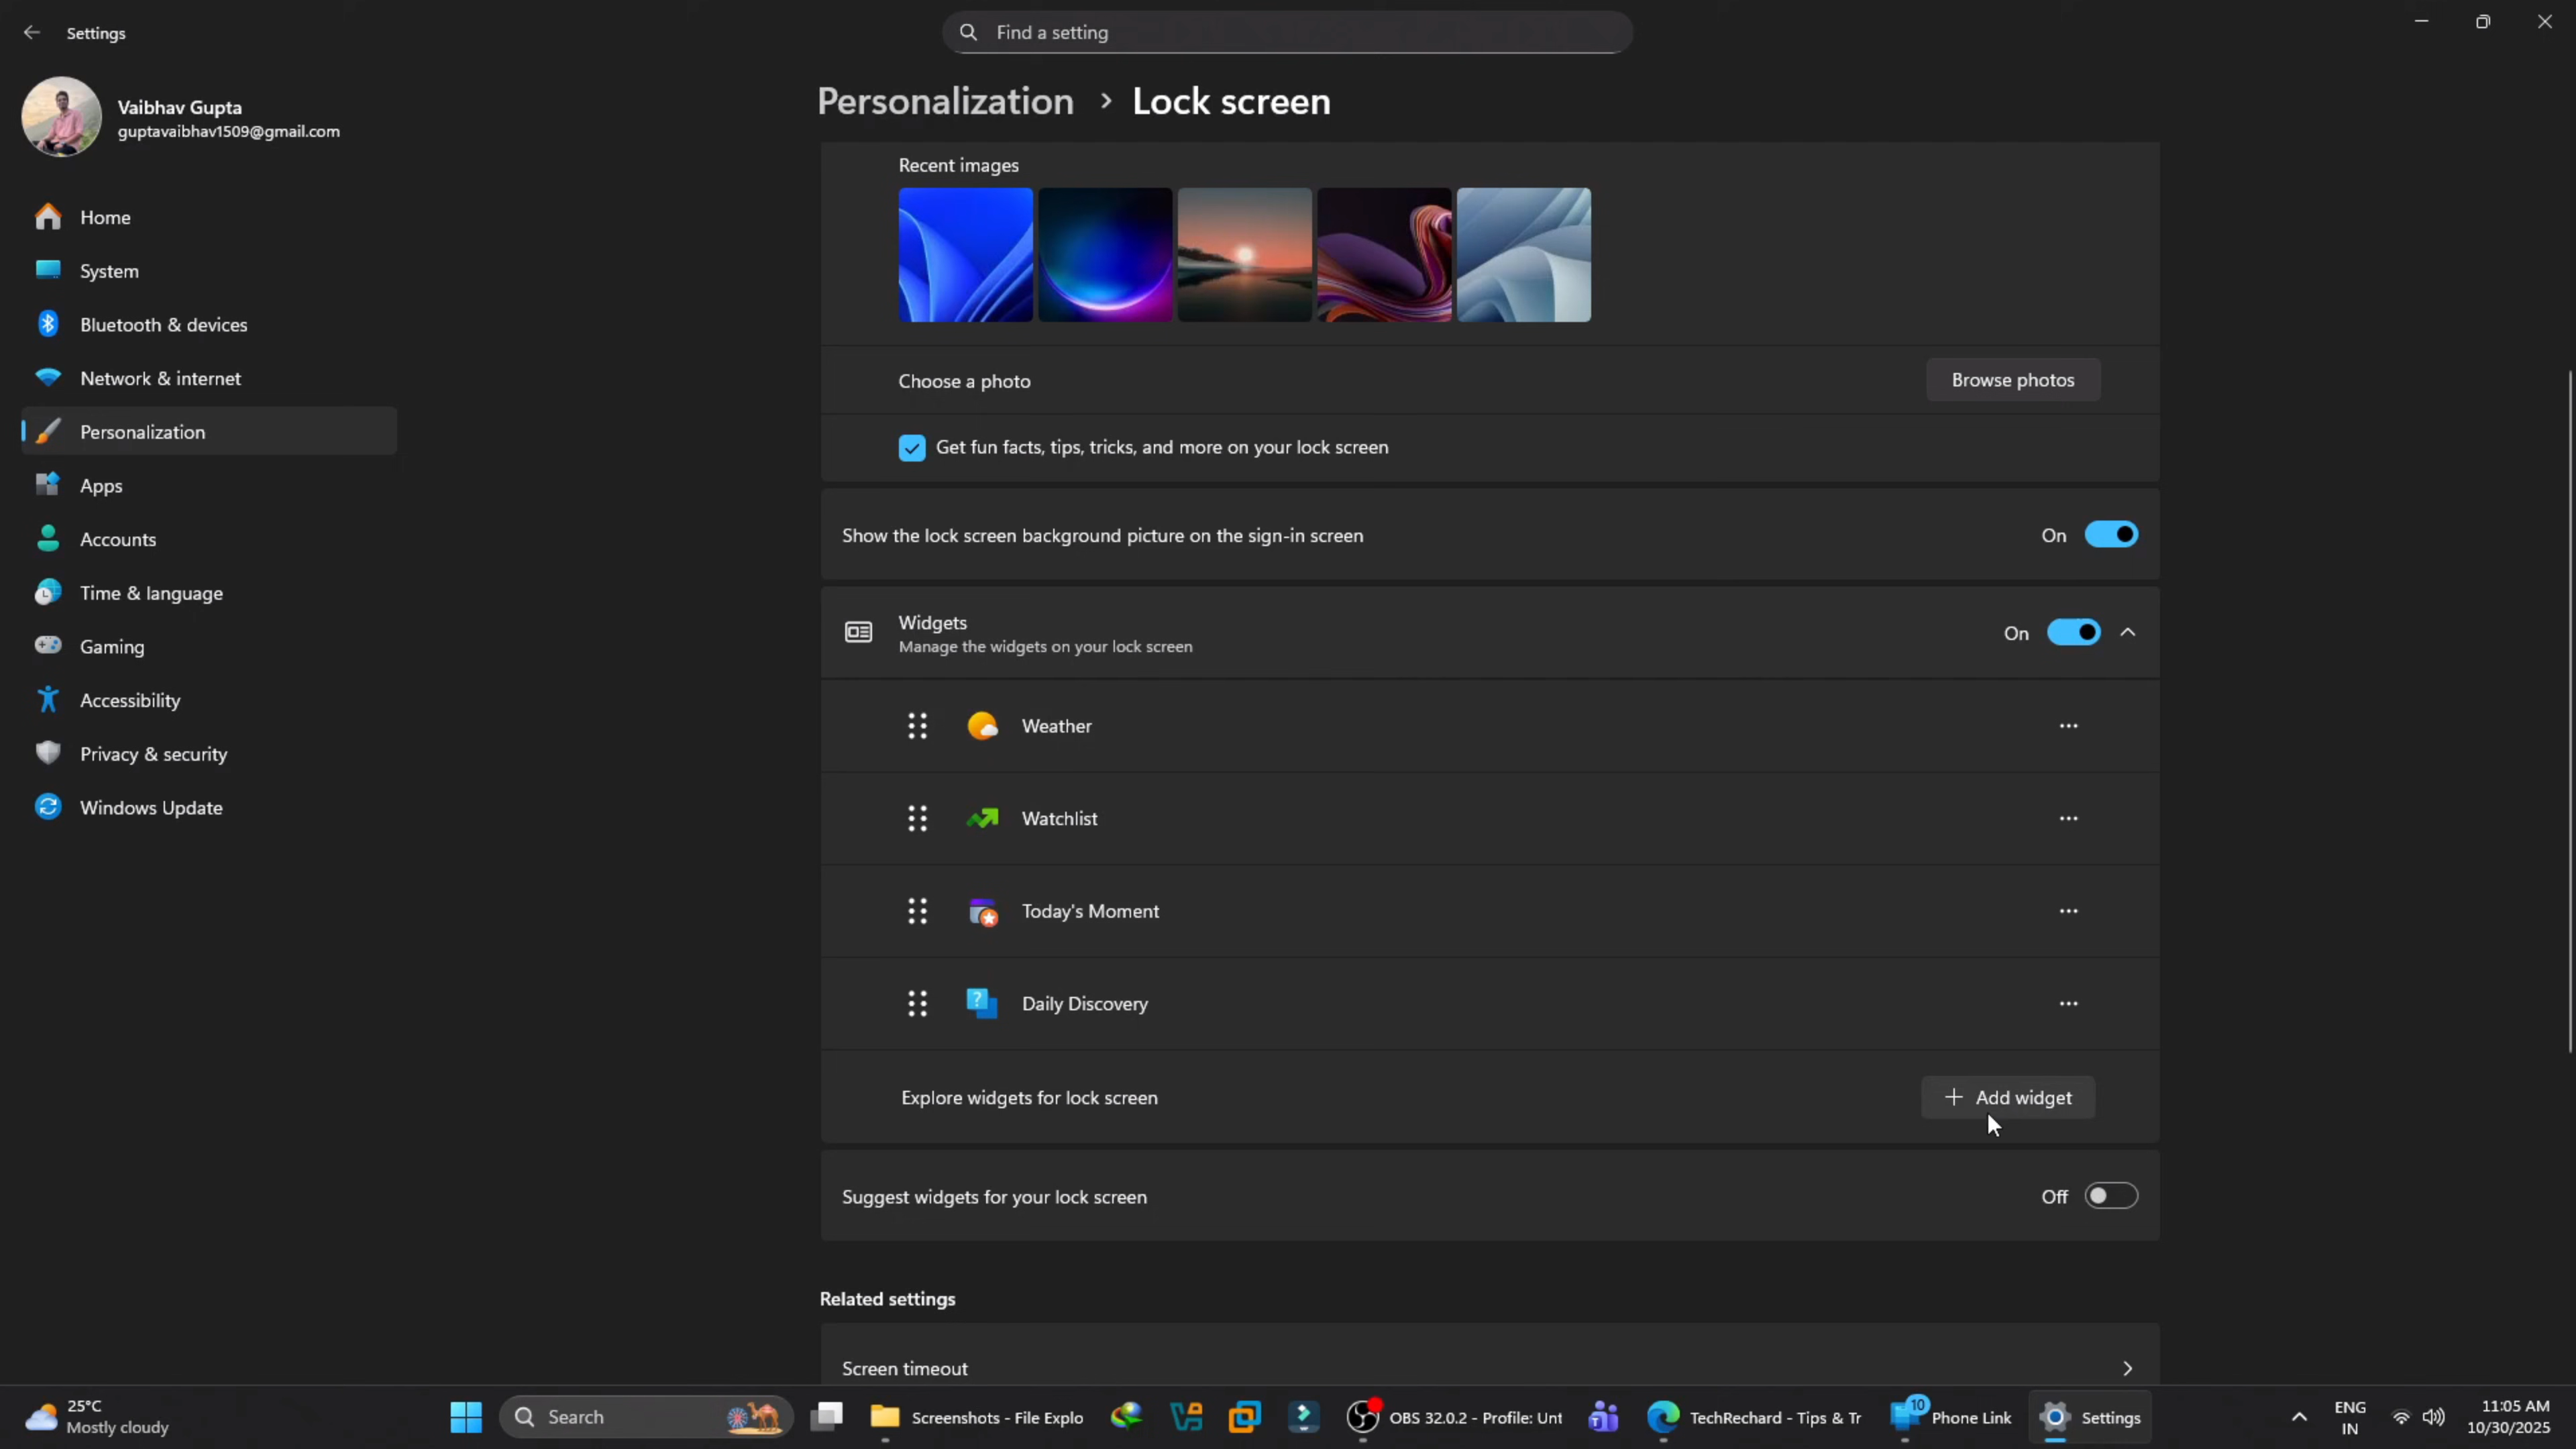 Settings
Find a setting
Vaibhav Gupta
guptavaibhav1509@gmail.com
Home
System
Bluetooth & devices
Network & internet
Personalization
Apps
Accounts
Time & language
Gaming
Accessibility
Privacy & security
Windows Update
Personalization > Lock screen
Recent images
Choose a photo
Browse photos
Get fun facts, tips, tricks, and more on your lock screen
Show the lock screen background picture on the sign-in screen
On
Widgets
Manage the widgets on your lock screen
On
Weather
Watchlist
Today's Moment
Daily Discovery
Explore widgets for lock screen
+ Add widget
Suggest widgets for your lock screen
Off
Related settings
Screen timeout
25°C
Mostly cloudy
Search
Screenshots - File Explo
OBS 32.0.2 - Profile: Unt
TechRechard - Tips & Tr
10
Phone Link
Settings
ENG
IN
11:05 AM
10/30/2025